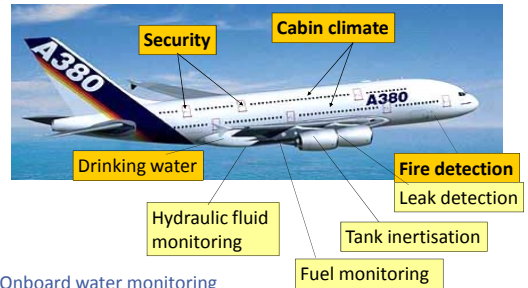 Security
Cabin climate
A380
A380
Drinking water
Fire detection
Leak detection
Hydraulic fluid
monitoring
Tank inertisation
Fuel monitoring
Onboard water monitoring